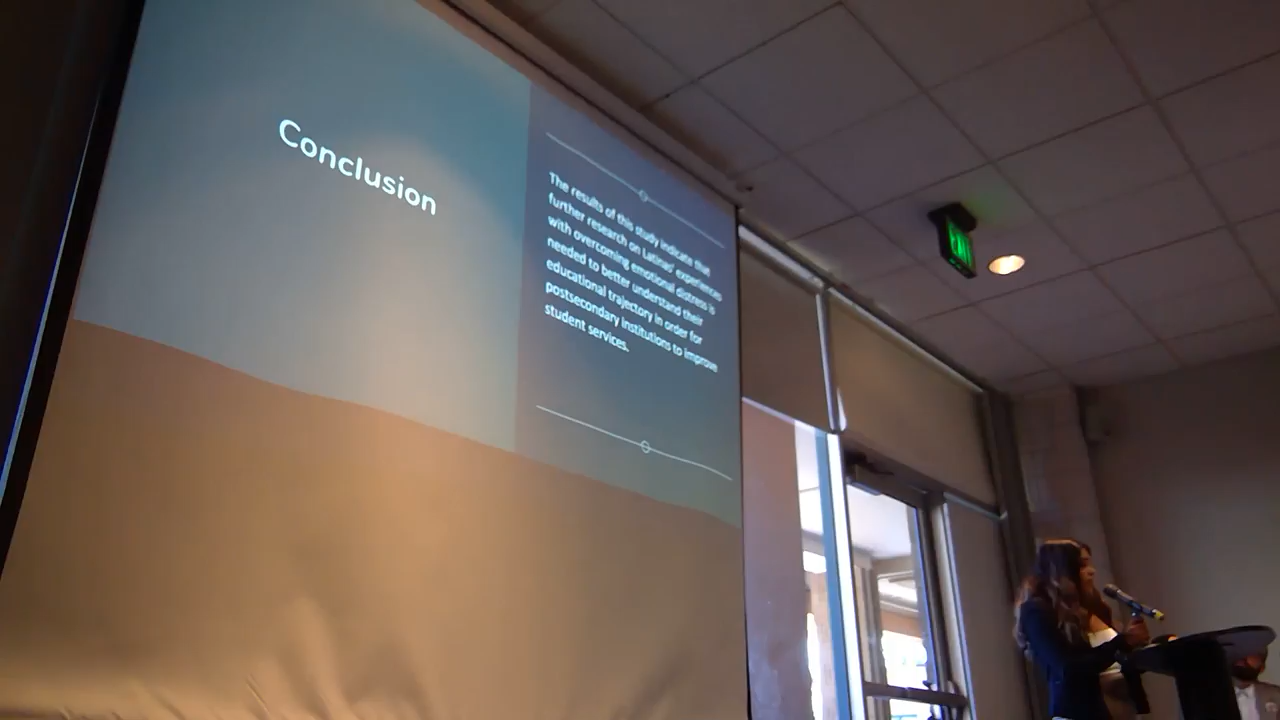 Conclusion
The results of this study indicate that
further research on Latinas' experiences
with overcoming emotional distress is
needed to better understand their
educational trajectory in order for
postsecondary institutions to improve
student services.
EXIT